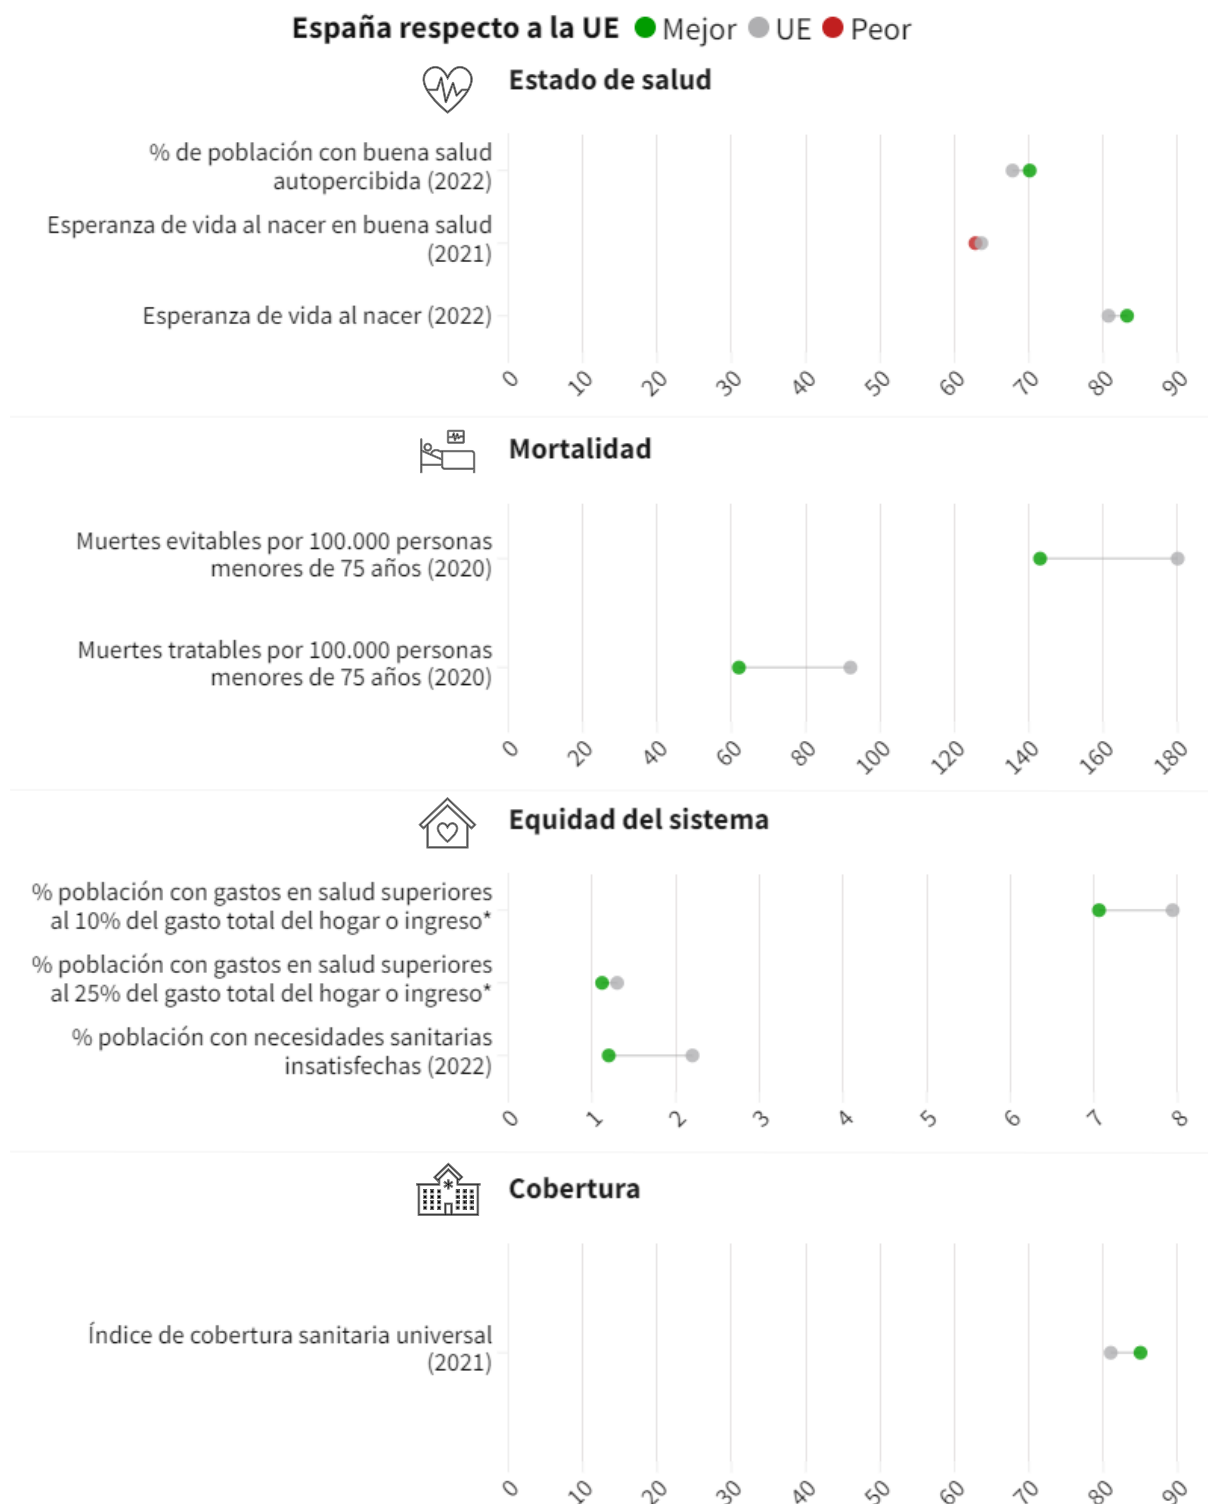 España respecto a la UE Mejor UE Peor
Estado de salud
% de población con buena salud
autopercibida (2022)
Esperanza de vida al nacer en buena salud
(2021)
Esperanza de vida al nacer (2022)
0 10 20 30 40 50 60 70 80 90
Mortalidad
Muertes evitables por 100.000 personas
menores de 75 años (2020)
Muertes tratables por 100.000 personas
menores de 75 años (2020)
0 20 40 60 80 100 120 140 160 180
Equidad del sistema
% población con gastos en salud superiores
al 10% del gasto total del hogar o ingreso*
% población con gastos en salud superiores
al 25% del gasto total del hogar o ingreso*
% población con necesidades sanitarias
insatisfechas (2022)
0 1 2 3 4 5 6 7 8
Cobertura
Índice de cobertura sanitaria universal
(2021)
0 10 20 30 40 50 60 70 80 90